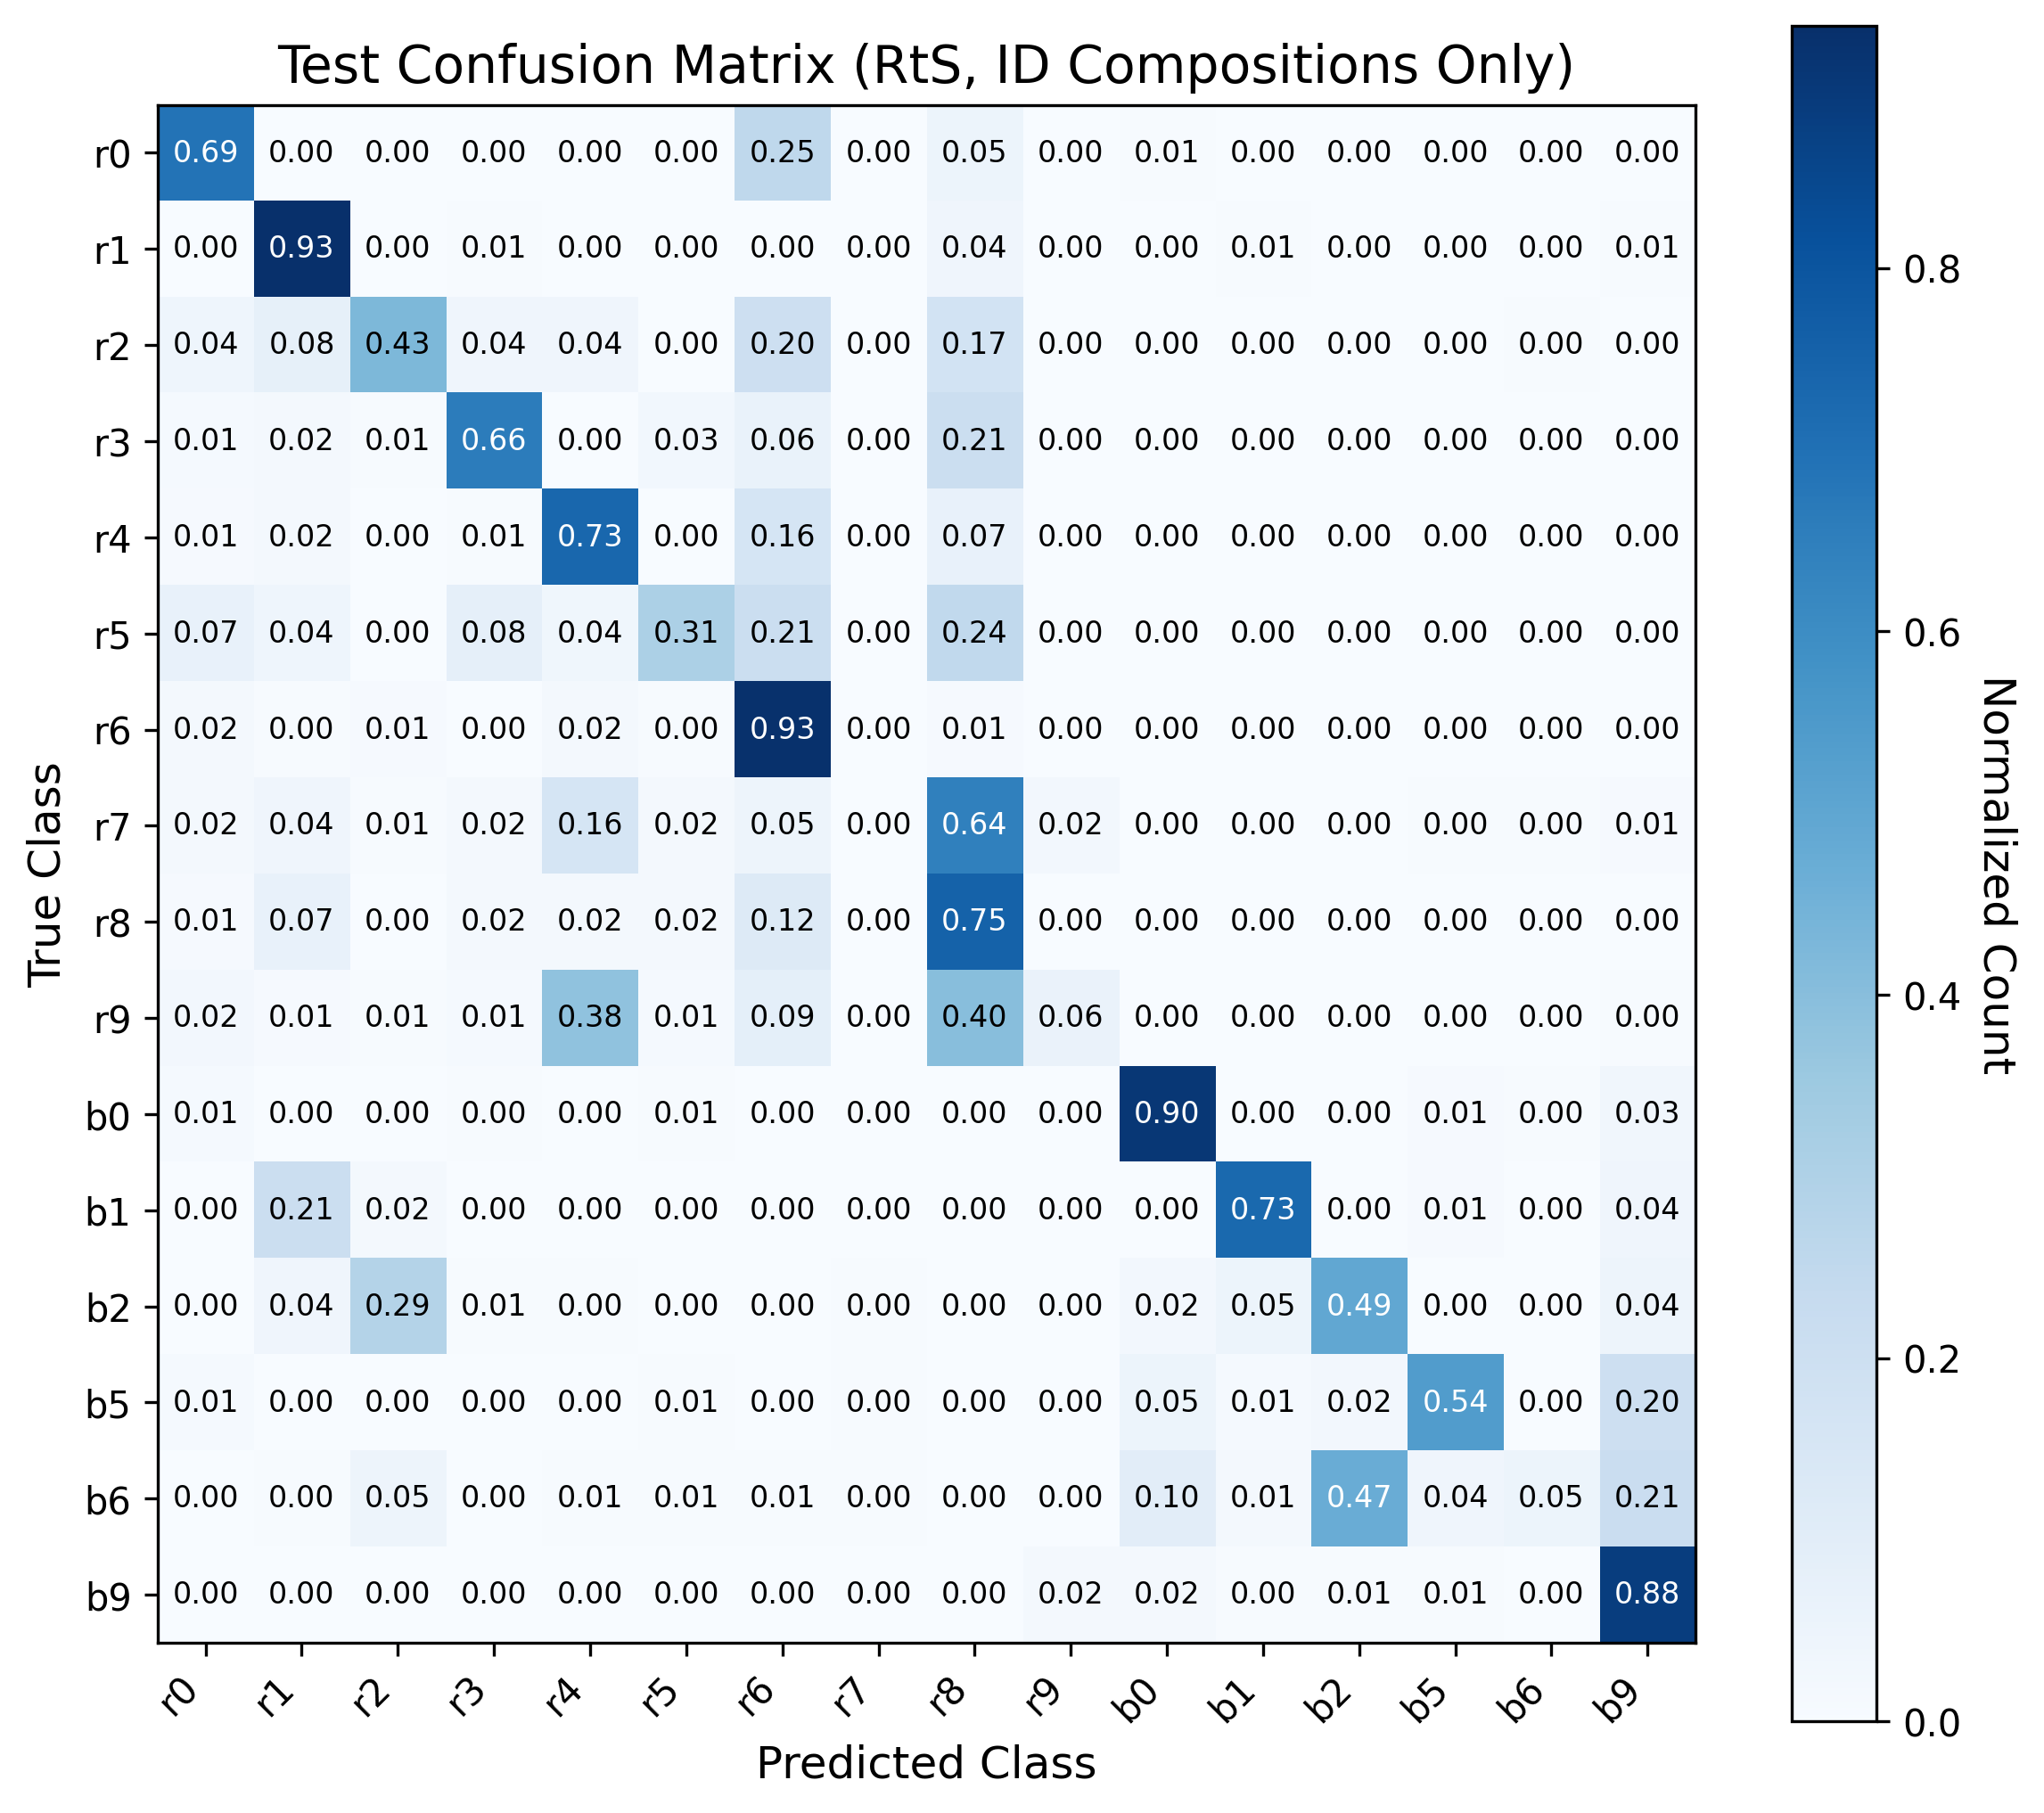 Test Confusion Matrix (RtS, ID Compositions Only)
r0 0.69 0.00 0.00 0.00 0.00 0.00 0.25 0.00 0.05 0.00 0.01 0.00 0.00 0.00 0.00 0.00
r1 0.00 0.93 0.00 0.01 0.00 0.00 0.00 0.00 0.04 0.00 0.00 0.01 0.00 0.00 0.00 0.01
r2 0.04 0.08 0.43 0.04 0.04 0.00 0.20 0.00 0.17 0.00 0.00 0.00 0.00 0.00 0.00 0.00
r3 0.01 0.02 0.01 0.66 0.00 0.03 0.06 0.00 0.21 0.00 0.00 0.00 0.00 0.00 0.00 0.00
r4 0.01 0.02 0.00 0.01 0.73 0.00 0.16 0.00 0.07 0.00 0.00 0.00 0.00 0.00 0.00 0.00
r5 0.07 0.04 0.00 0.08 0.04 0.31 0.21 0.00 0.24 0.00 0.00 0.00 0.00 0.00 0.00 0.00
r6 0.02 0.00 0.01 0.00 0.02 0.00 0.93 0.00 0.01 0.00 0.00 0.00 0.00 0.00 0.00 0.00
r7 0.02 0.04 0.01 0.02 0.16 0.02 0.05 0.00 0.64 0.02 0.00 0.00 0.00 0.00 0.00 0.01
r8 0.01 0.07 0.00 0.02 0.02 0.02 0.12 0.00 0.75 0.00 0.00 0.00 0.00 0.00 0.00 0.00
r9 0.02 0.01 0.01 0.01 0.38 0.01 0.09 0.00 0.40 0.06 0.00 0.00 0.00 0.00 0.00 0.00
b0 0.01 0.00 0.00 0.00 0.00 0.01 0.00 0.00 0.00 0.00 0.90 0.00 0.00 0.01 0.00 0.03
b1 0.00 0.21 0.02 0.00 0.00 0.00 0.00 0.00 0.00 0.00 0.00 0.73 0.00 0.01 0.00 0.04
b2 0.00 0.04 0.29 0.01 0.00 0.00 0.00 0.00 0.00 0.00 0.02 0.05 0.49 0.00 0.00 0.04
b5 0.01 0.00 0.00 0.00 0.00 0.01 0.00 0.00 0.00 0.00 0.05 0.01 0.02 0.54 0.00 0.20
b6 0.00 0.00 0.05 0.00 0.01 0.01 0.01 0.00 0.00 0.00 0.10 0.01 0.47 0.04 0.05 0.21
b9 0.00 0.00 0.00 0.00 0.00 0.00 0.00 0.00 0.00 0.02 0.02 0.00 0.01 0.01 0.00 0.88
r0 r1 r2 r3 r4 r5 r6 r7 r8 r9 b0 b1 b2 b5 b6 b9
Predicted Class
True Class
0.8
0.6
0.4
0.2
0.0
Normalized Count